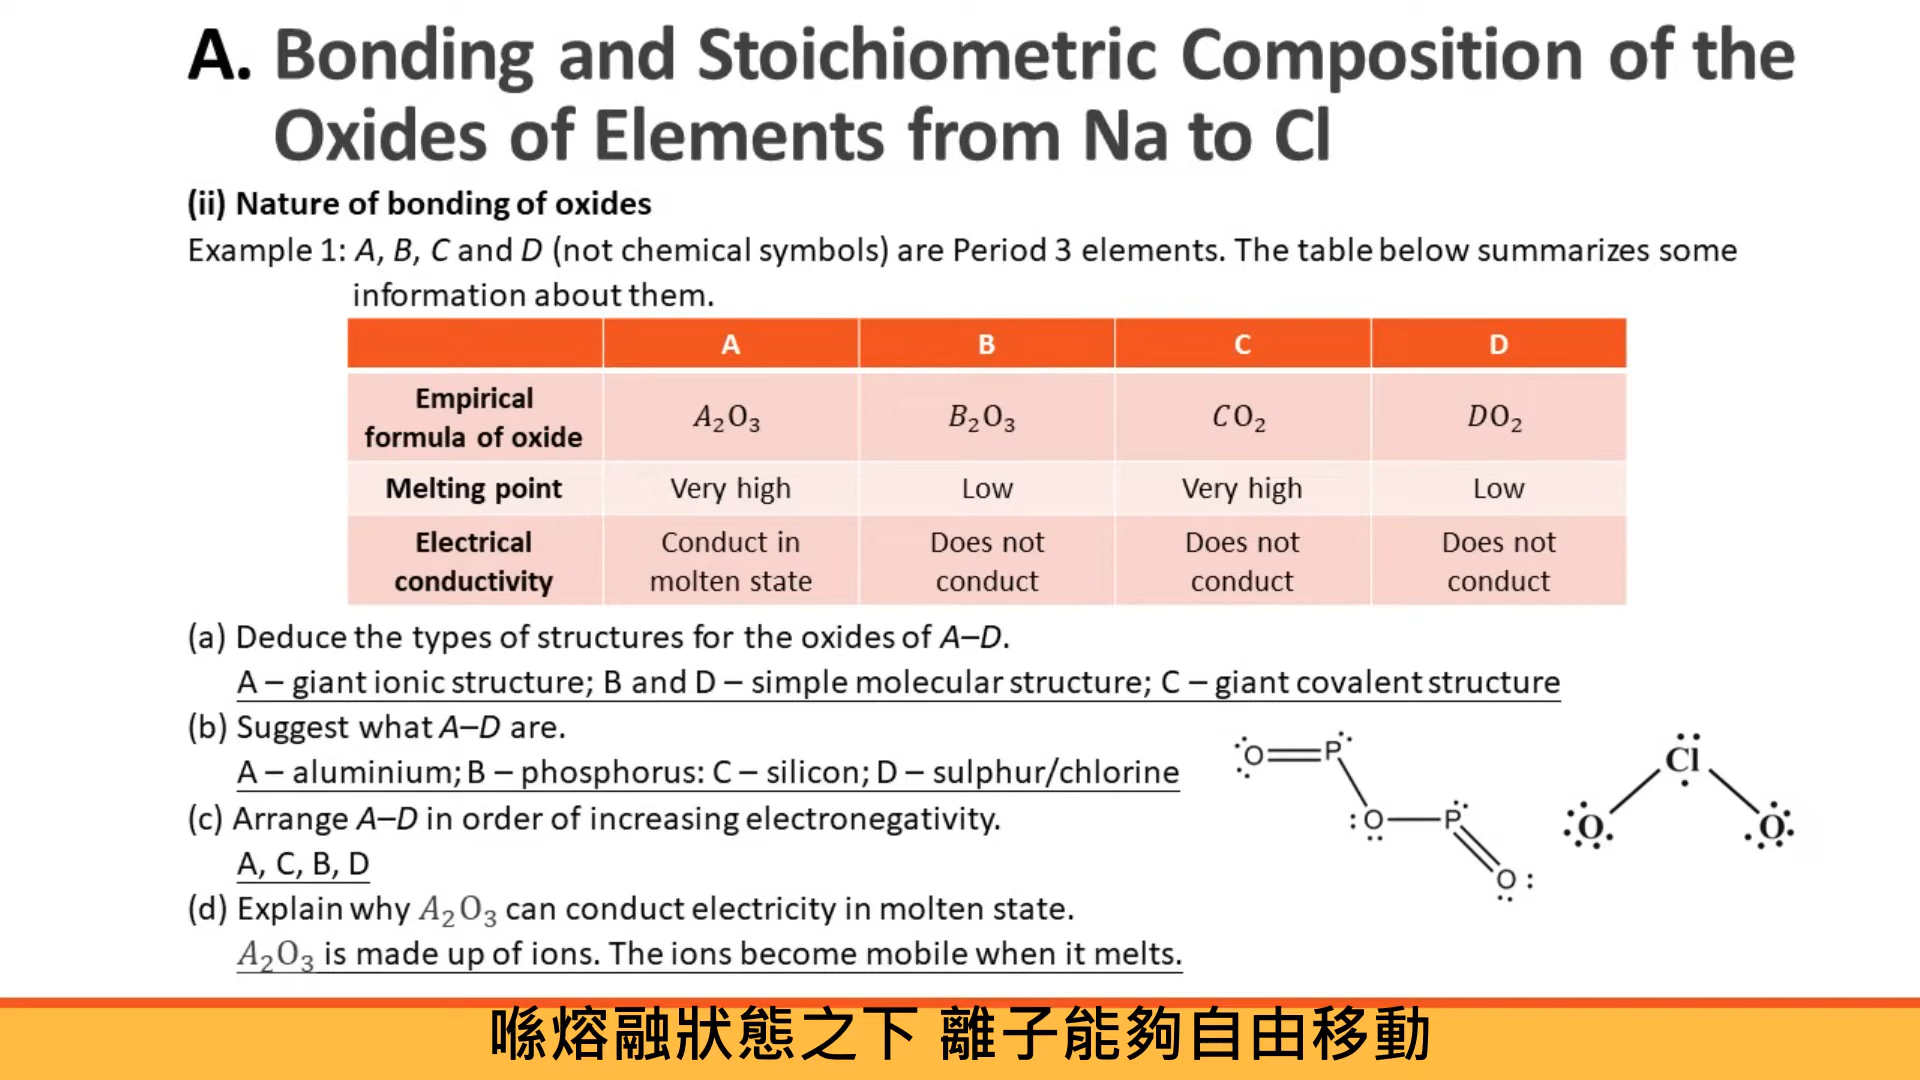 A. Bonding and Stoichiometric Composition of the
Oxides of Elements from Na to Cl
(ii) Nature of bonding of oxides
Example 1: A, B, C and D (not chemical symbols) are Period 3 elements. The table below summarizes some
information about them.
A B C D
Empirical
formula of oxide
A₂O₃ B₂O₃ CO₂ DO₂
Melting point Very high Low Very high Low
Electrical
conductivity
Conduct in
molten state
Does not
conduct
Does not
conduct
Does not
conduct
(a) Deduce the types of structures for the oxides of A–D.
A – giant ionic structure; B and D – simple molecular structure; C – giant covalent structure
(b) Suggest what A–D are.
A – aluminium; B – phosphorus: C – silicon; D – sulphur/chlorine
(c) Arrange A–D in order of increasing electronegativity.
A, C, B, D
(d) Explain why A₂O₃ can conduct electricity in molten state.
A₂O₃ is made up of ions. The ions become mobile when it melts.
O P
O P
O
Cl
O O
喺熔融狀態之下 離子能夠自由移動